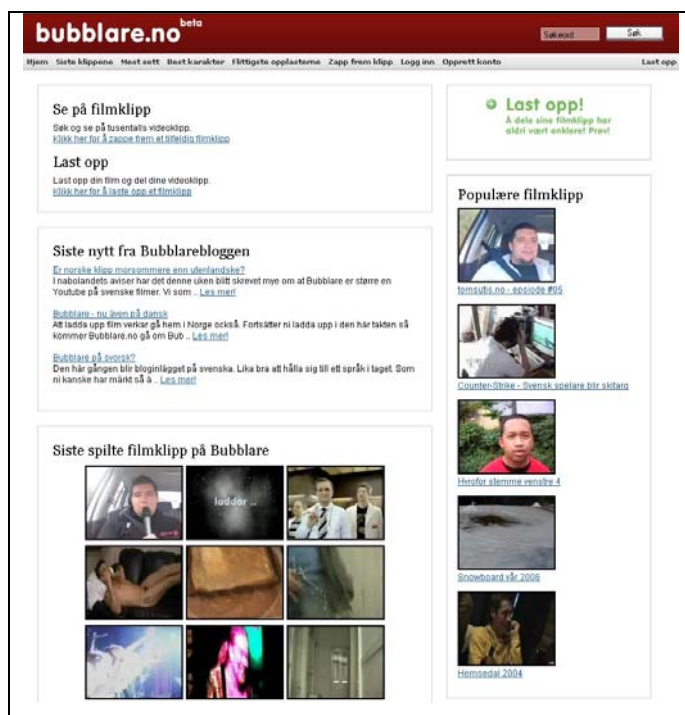 bubblare.no beta
Søkeord
Søk
Hjem Siste klippene Mest sett Best karakter Flittigste opplasterne Zapp frem klipp Logg inn Opprett konto Last opp
Se på filmklipp
Søk og se på tusentalls videoklipp.
Klikk her for å zappe frem et tilfeldig filmklipp
Last opp
Last opp din film og del dine videoklipp.
Klikk her for å laste opp et filmklipp
Siste nytt fra Bubblarebloggen
Er norske klipp morsommere enn utenlandske?
I nabolandets aviser har det denne uken blitt skrevet mye om at Bubblare er større en
Youtube på svenske filmer. Vi som .. Les mer!
Bubblare - nu även på dansk
Att ladda upp film verkar gå hem i Norge också. Fortsätter ni ladda upp i den här takten så
kommer Bubblare.no gå om Bub .. Les mer!
Bubblare på svorsk?
Den här gången blir bloginlägget på svenska. Lika bra att hålla sig till ett språk i taget. Som
ni kanske har märkt så ä .. Les mer!
Siste spilte filmklipp på Bubblare
laddar ..
Last opp!
Å dele sine filmklipp har
aldri vært enklere! Prøv!
Populære filmklipp
tomoutis.no - epsiode #05
Counter-Strike - Svensk spelare blir skitarg
Hvrofor stemme venstre 4
Snowboard vår 2006
Hemsedal 2004